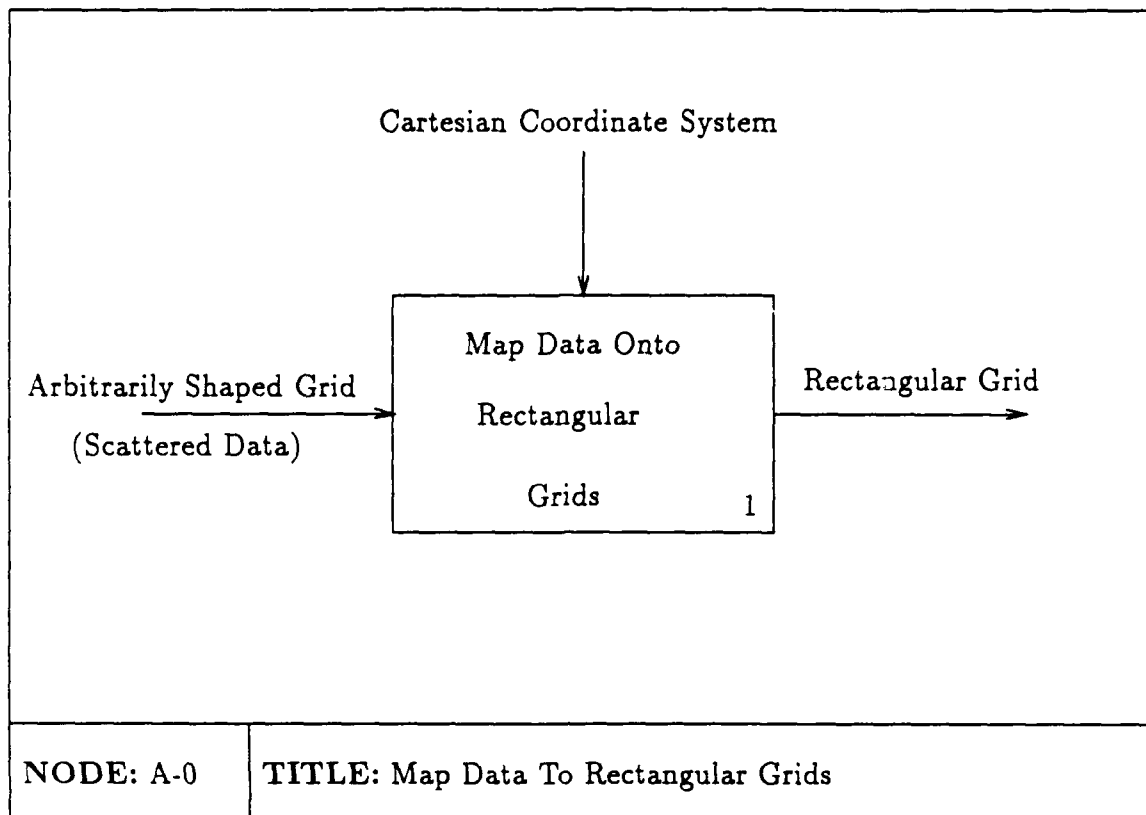 Cartesian Coordinate System
Map Data Onto
Arbitrarily Shaped Grid
Rectangular Grid
Rectangular
(Scattered Data)
Grids
1
NODE: A-0
TITLE: Map Data To Rectangular Grids